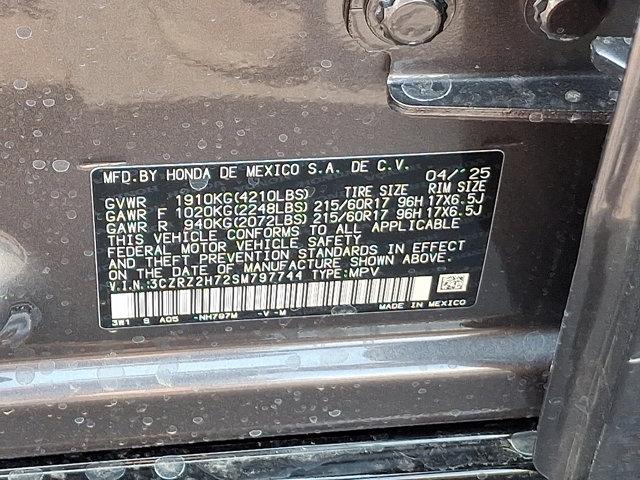 MFD.BY HONDA DE MEXICO S.A. DE C.V. 04/'25
GVWR 1910KG(4210LBS) TIRE SIZE RIM SIZE
GAWR F 1020KG(2248LBS) 215/60R17 96H 17X6.5J
GAWR R 940KG(2072LBS) 215/60R17 96H 17X6.5J
THIS VEHICLE CONFORMS TO ALL APPLICABLE
FEDERAL MOTOR VEHICLE SAFETY
AND THEFT PREVENTION STANDARDS IN EFFECT
ON THE DATE OF MANUFACTURE SHOWN ABOVE.
V.I.N.:3CZRZ2H72SM797744 TYPE:MPV
MADE IN MEXICO
3W1 A05 -NH797M -V -M